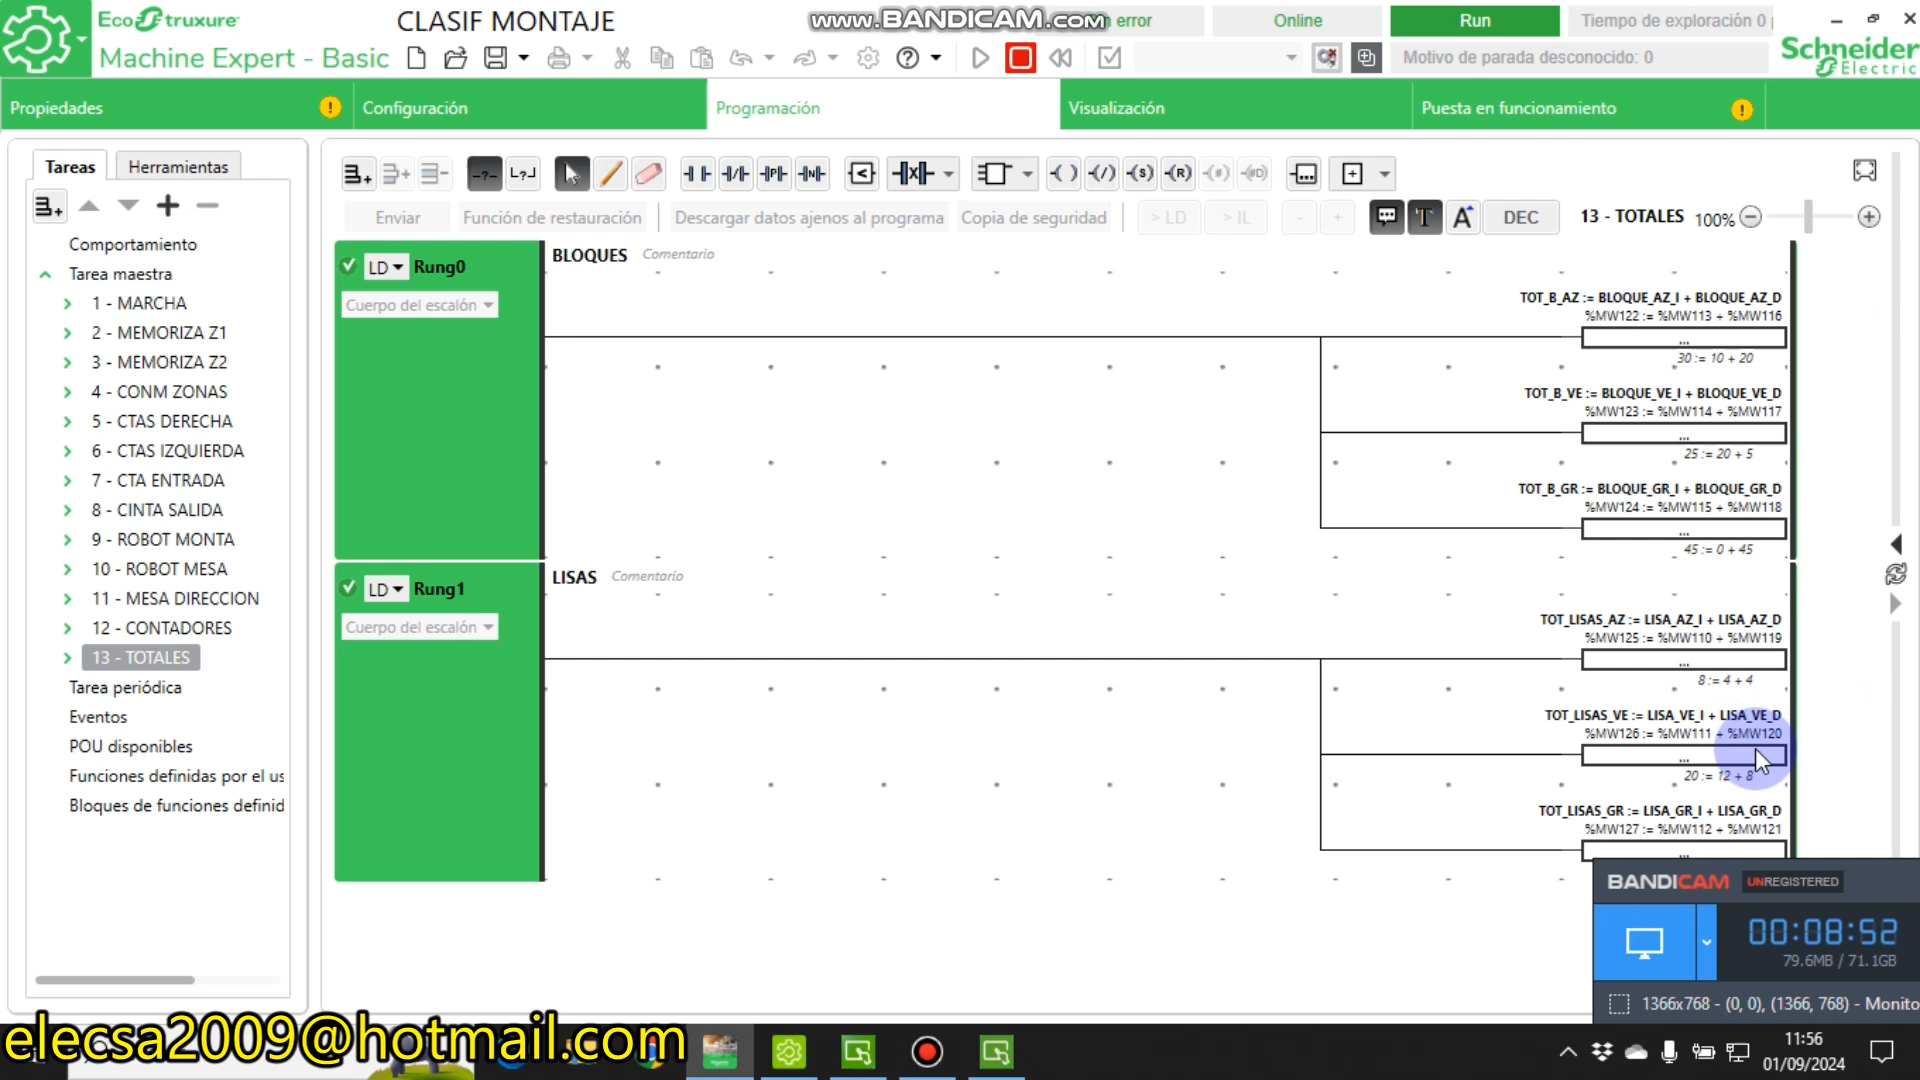 EcoStruxure
Machine Expert - Basic
CLASIF MONTAJE
www.BANDICAM.com
error
Online
Run
Tiempo de exploración 0
Motivo de parada desconocido: 0
Schneider
Electric
Propiedades
Configuración
Programación
Visualización
Puesta en funcionamiento
Tareas
Herramientas
Enviar
Función de restauración
Descargar datos ajenos al programa
Copia de seguridad
> LD
> IL
DEC
13 - TOTALES
100%
Comportamiento
Tarea maestra
1 - MARCHA
2 - MEMORIZA Z1
3 - MEMORIZA Z2
4 - CONM ZONAS
5 - CTAS DERECHA
6 - CTAS IZQUIERDA
7 - CTA ENTRADA
8 - CINTA SALIDA
9 - ROBOT MONTA
10 - ROBOT MESA
11 - MESA DIRECCION
12 - CONTADORES
13 - TOTALES
Tarea periódica
Eventos
POU disponibles
Funciones definidas por el us
Bloques de funciones definid
LD Rung0
Cuerpo del escalón
BLOQUES Comentario
TOT_B_AZ := BLOQUE_AZ_I + BLOQUE_AZ_D
%MW122 := %MW113 + %MW116
...
30 := 10 + 20
TOT_B_VE := BLOQUE_VE_I + BLOQUE_VE_D
%MW123 := %MW114 + %MW117
...
25 := 20 + 5
TOT_B_GR := BLOQUE_GR_I + BLOQUE_GR_D
%MW124 := %MW115 + %MW118
...
45 := 0 + 45
LD Rung1
Cuerpo del escalón
LISAS Comentario
TOT_LISAS_AZ := LISA_AZ_I + LISA_AZ_D
%MW125 := %MW110 + %MW119
...
8 := 4 + 4
TOT_LISAS_VE := LISA_VE_I + LISA_VE_D
%MW126 := %MW111 + %MW120
...
20 := 12 + 8
TOT_LISAS_GR := LISA_GR_I + LISA_GR_D
%MW127 := %MW112 + %MW121
...
BANDICAM UNREGISTERED
00:08:52
79.6MB / 71.1GB
1366x768 - (0, 0), (1366, 768) - Monito
elecsa2009@hotmail.com
11:56
01/09/2024